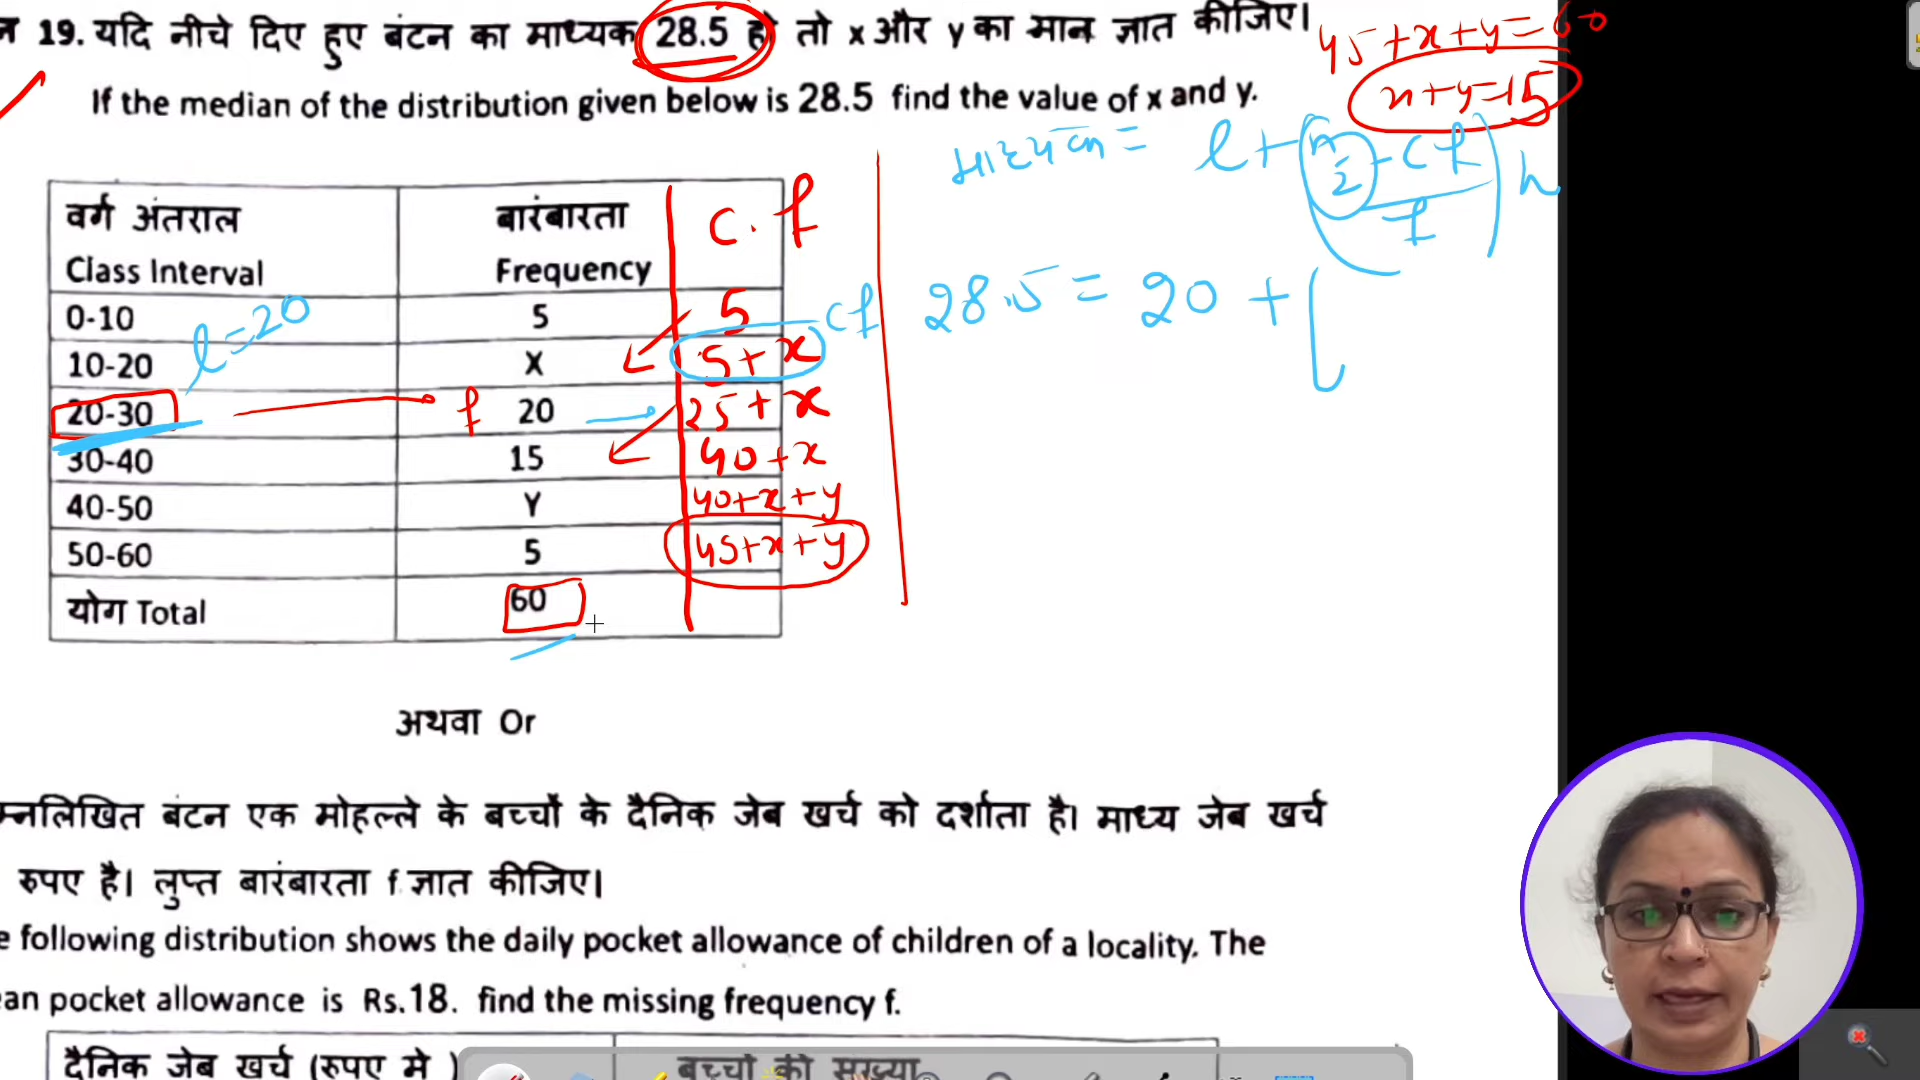 19. यदि नीचे दिए हुए बंटन का माध्यक 28.5 हो तो x और y का मान ज्ञात कीजिए।
45+x+y=60
If the median of the distribution given below is 28.5 find the value of x and y.
x+y=15
माध्यक = l+(n/2-cf/f)h
वर्ग अंतराल बारंबारता c.f
Class Interval Frequency
0-10 5 5
l=20 cf 28.5=20+(
10-20 X 5+x
20-30 f 20 25+x
30-40 15 40+x
40-50 Y 40+x+y
50-60 5 45+x+y
योग Total 60
अथवा Or
म्नलिखित बंटन एक मोहल्ले के बच्चों के दैनिक जेब खर्च को दर्शाता है। माध्य जेब खर्च
रुपए है। लुप्त बारंबारता f ज्ञात कीजिए।
e following distribution shows the daily pocket allowance of children of a locality. The
an pocket allowance is Rs.18. find the missing frequency f.
दैनिक जेब खर्च (रुपए मे ) बच्चों की संख्या